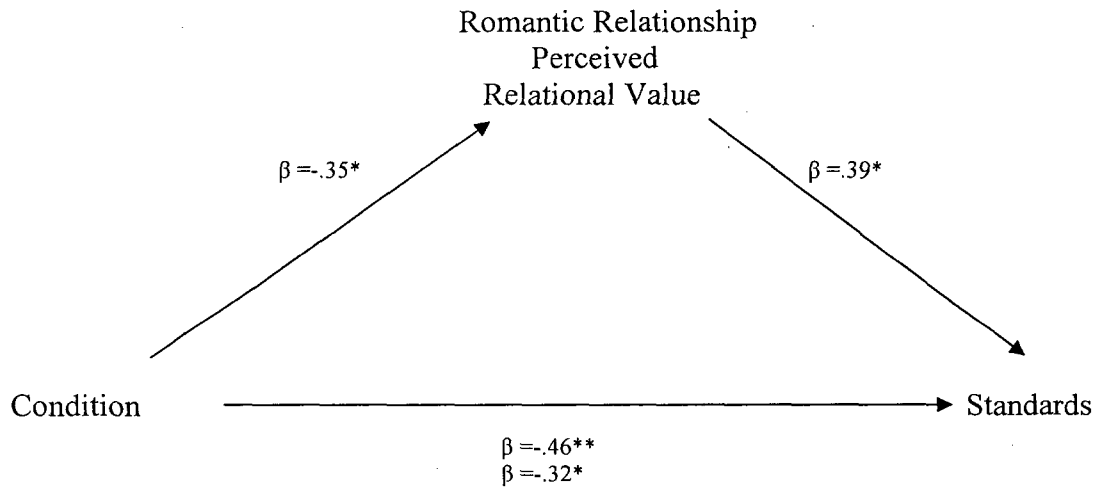 Romantic Relationship
Perceived
Relational Value
β =-.35*
β =.39*
Condition
Standards
β =-.46**
β =-.32*